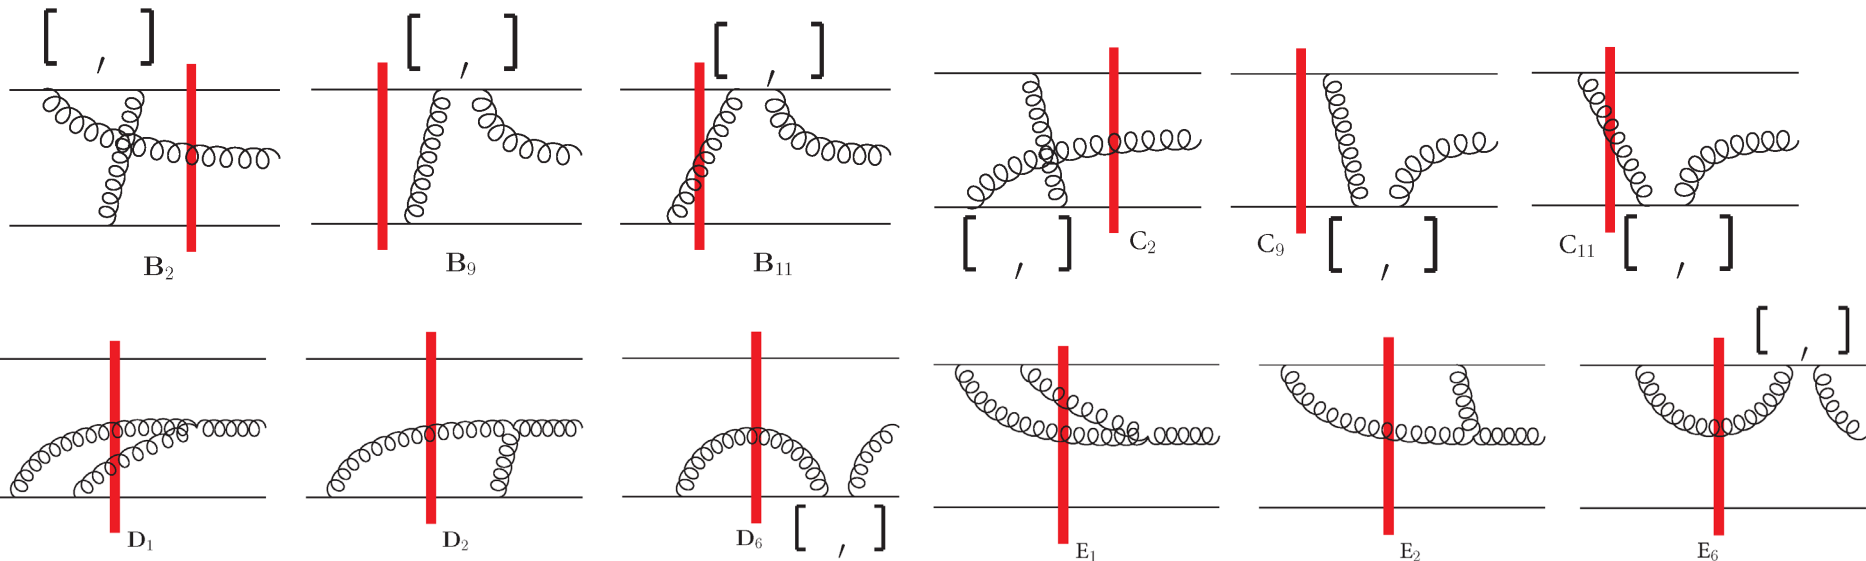 [ , ] [ , ] [ , ]
B₂ B₉ B₁₁ C₂ C₉ C₁₁
[ , ] [ , ] [ , ]
[ , ]
D₁ D₂ D₆ [ , ] E₁ E₂ E₆